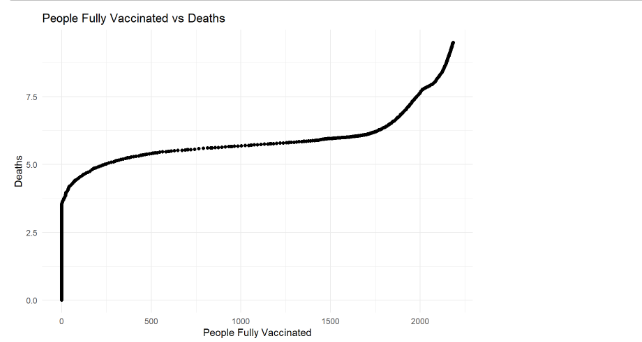 People Fully Vaccinated vs Deaths
7.5
5.0
2.5
0.0
Deaths
0 500 1000 1500 2000
People Fully Vaccinated